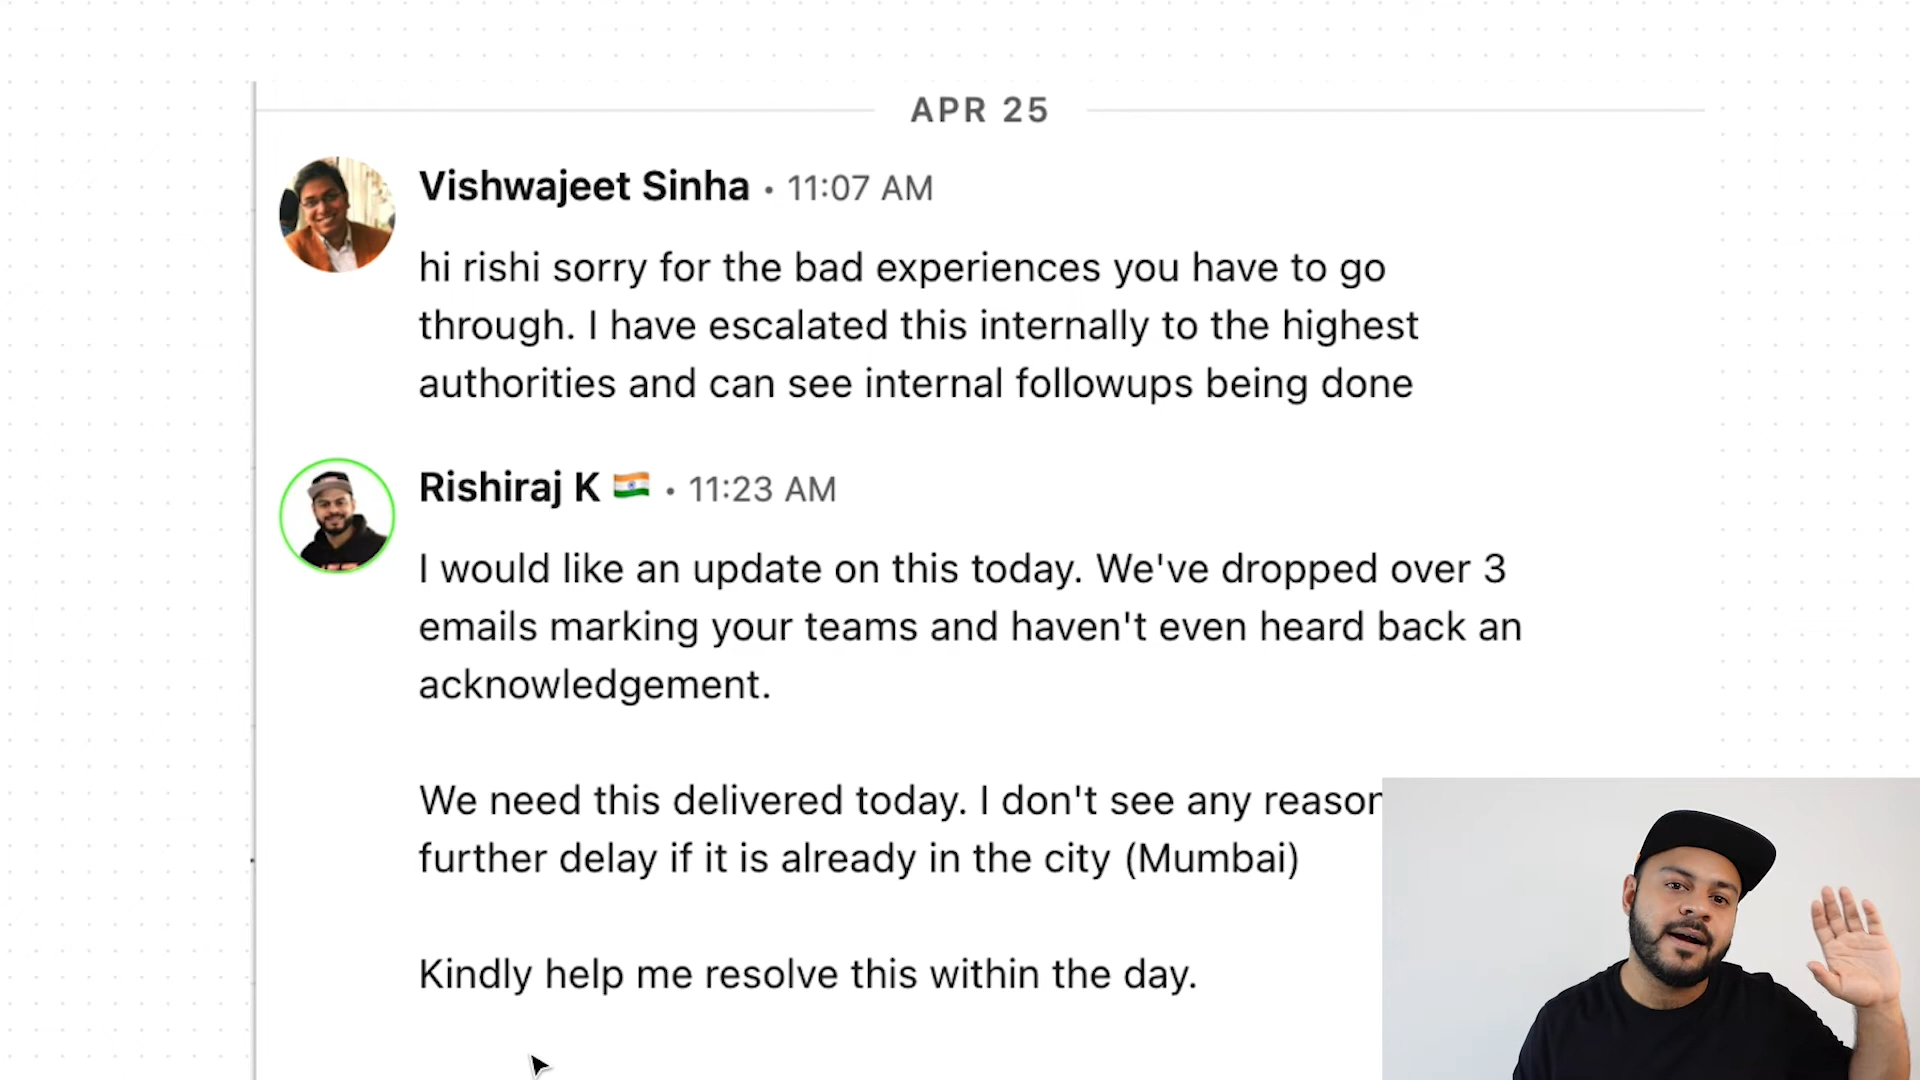 APR 25
Vishwajeet Sinha • 11:07 AM
hi rishi sorry for the bad experiences you have to go
through. I have escalated this internally to the highest
authorities and can see internal followups being done
Rishiraj K 🇮🇳 • 11:23 AM
I would like an update on this today. We've dropped over 3
emails marking your teams and haven't even heard back an
acknowledgement.
We need this delivered today. I don't see any reason
further delay if it is already in the city (Mumbai)
Kindly help me resolve this within the day.